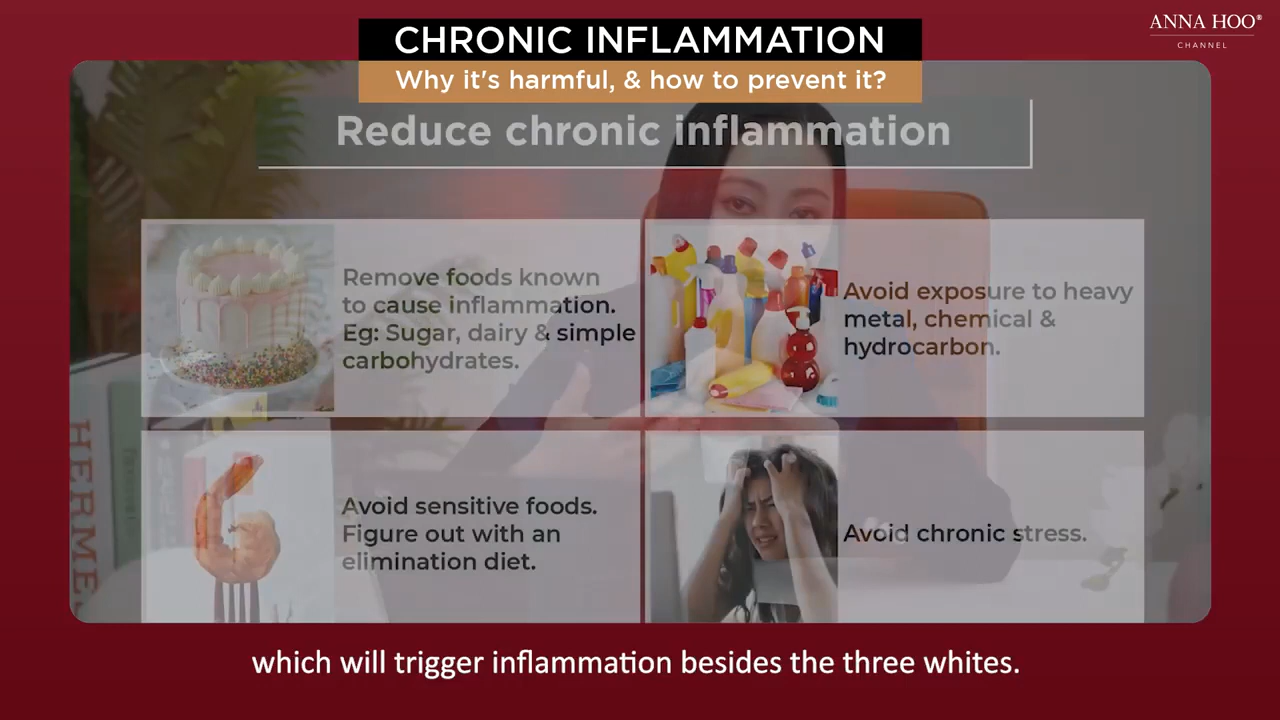 CHRONIC INFLAMMATION
Why it's harmful, & how to prevent it?
ANNA HOO®
CHANNEL
Reduce chronic inflammation
Remove foods known
to cause inflammation.
Eg: Sugar, dairy & simple
carbohydrates.
Avoid exposure to heavy
metal, chemical &
hydrocarbon.
Avoid sensitive foods.
Figure out with an
elimination diet.
Avoid chronic stress.
HERMES
which will trigger inflammation besides the three whites.